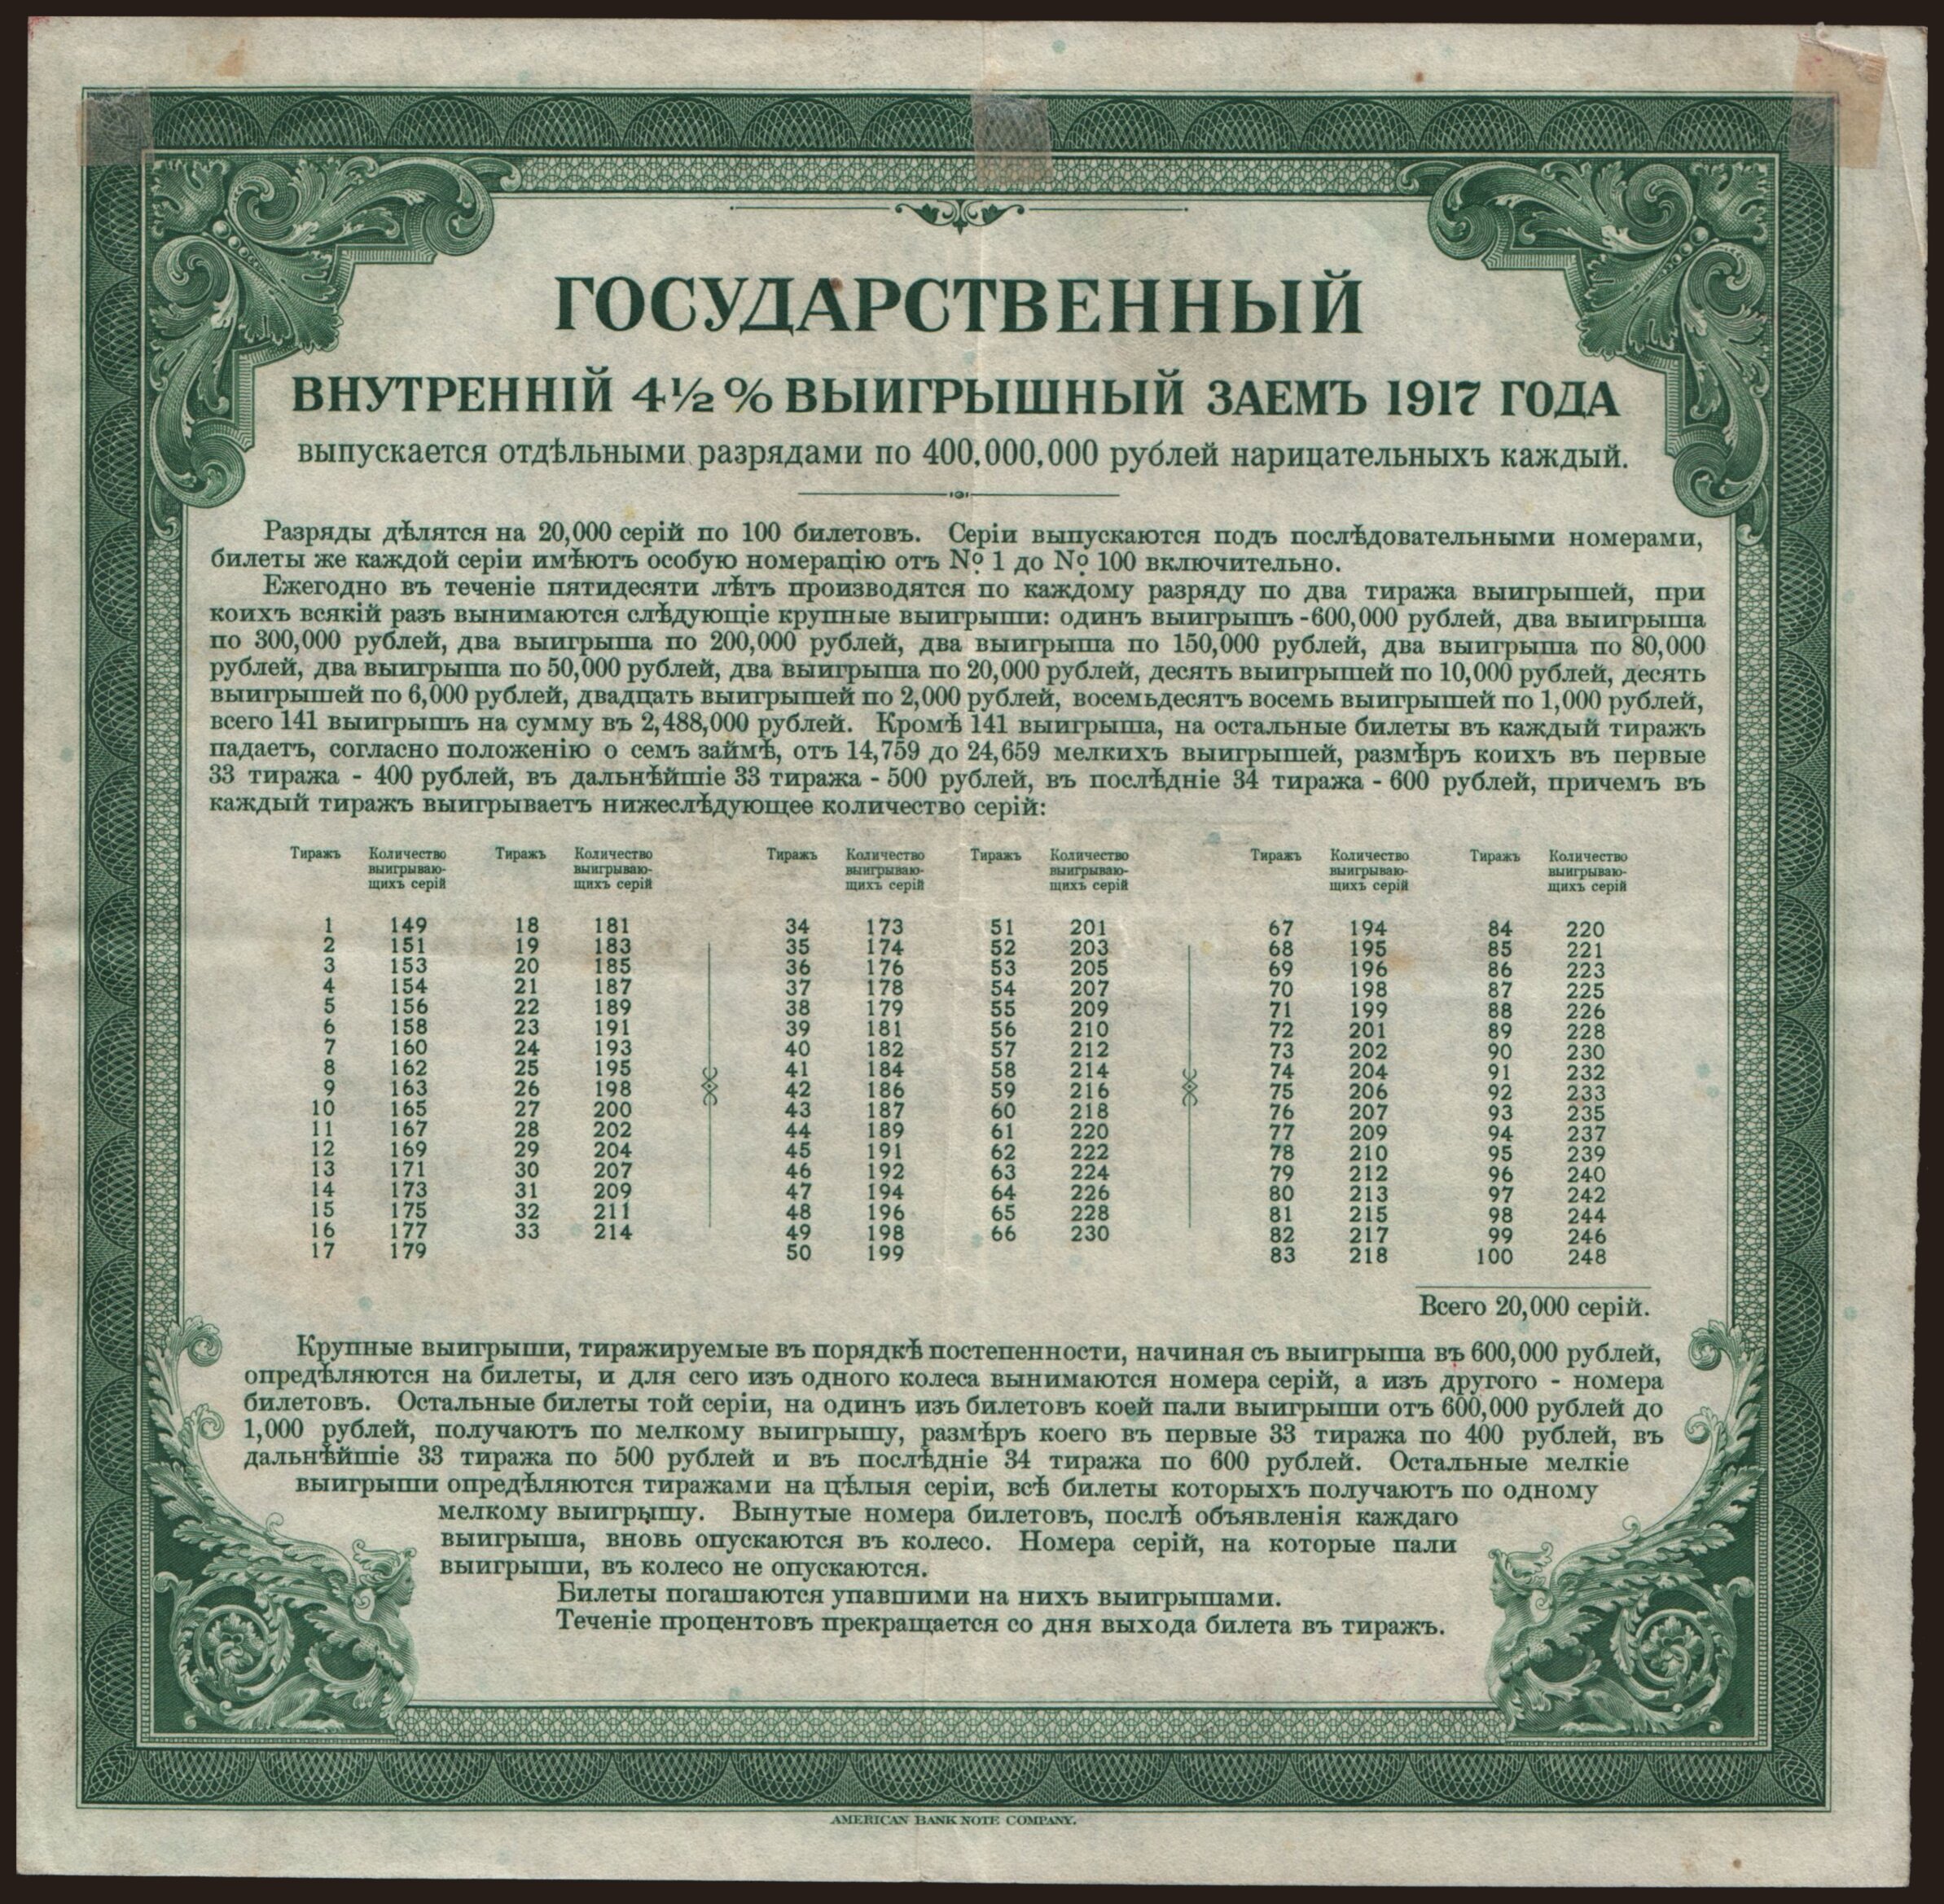 ГОСУДАРСТВЕННЫЙ
ВНУТРЕННІЙ 4½% ВЫИГРЫШНЫЙ ЗАЕМЪ 1917 ГОДА
выпускается отдѣльными разрядами по 400,000,000 рублей нарицательныхъ каждый.
Разряды дѣлятся на 20,000 серій по 100 билетовъ. Серіи выпускаются подъ послѣдовательными номерами,
билеты же каждой серіи имѣютъ особую номерацію отъ № 1 до № 100 включительно.
Ежегодно въ теченіе пятидесяти лѣтъ производятся по каждому разряду по два тиража выигрышей, при
коихъ всякій разъ вынимаются слѣдующіе крупные выигрыши: одинъ выигрышъ -600,000 рублей, два выигрыша
по 300,000 рублей, два выигрыша по 200,000 рублей, два выигрыша по 150,000 рублей, два выигрыша по 80,000
рублей, два выигрыша по 50,000 рублей, два выигрыша по 20,000 рублей, десять выигрышей по 10,000 рублей, десять
выигрышей по 6,000 рублей, двадцать выигрышей по 2,000 рублей, восемьдесятъ восемь выигрышей по 1,000 рублей,
всего 141 выигрышъ на сумму въ 2,488,000 рублей. Кромѣ 141 выигрыша, на остальные билеты въ каждый тиражъ
падаетъ, согласно положенію о семъ займѣ, отъ 14,759 до 24,659 мелкихъ выигрышей, размѣръ коихъ въ первые
33 тиража - 400 рублей, въ дальнѣйшіе 33 тиража - 500 рублей, въ послѣдніе 34 тиража - 600 рублей, причемъ въ
каждый тиражъ выигрываетъ нижеслѣдующее количество серій:
Тиражъ Количество Тиражъ Количество Тиражъ Количество Тиражъ Количество Тиражъ Количество Тиражъ Количество
выигрываю- выигрываю- выигрываю- выигрываю- выигрываю- выигрываю-
щихъ серій щихъ серій щихъ серій щихъ серій щихъ серій щихъ серій
1 149 18 181 34 173 51 201 67 194 84 220
2 151 19 183 35 174 52 203 68 195 85 221
3 153 20 185 36 176 53 205 69 196 86 223
4 154 21 187 37 178 54 207 70 198 87 225
5 156 22 189 38 179 55 209 71 199 88 226
6 158 23 191 39 181 56 210 72 201 89 228
7 160 24 193 40 182 57 212 73 202 90 230
8 162 25 195 41 184 58 214 74 204 91 232
9 163 26 198 42 186 59 216 75 206 92 233
10 165 27 200 43 187 60 218 76 207 93 235
11 167 28 202 44 189 61 220 77 209 94 237
12 169 29 204 45 191 62 222 78 210 95 239
13 171 30 207 46 192 63 224 79 212 96 240
14 173 31 209 47 194 64 226 80 213 97 242
15 175 32 211 48 196 65 228 81 215 98 244
16 177 33 214 49 198 66 230 82 217 99 246
17 179 50 199 83 218 100 248
Всего 20,000 серій.
Крупные выигрыши, тиражируемые въ порядкѣ постепенности, начиная съ выигрыша въ 600,000 рублей,
опредѣляются на билеты, и для сего изъ одного колеса вынимаются номера серій, а изъ другого - номера
билетовъ. Остальные билеты той серіи, на одинъ изъ билетовъ коей пали выигрыши отъ 600,000 рублей до
1,000 рублей, получаютъ по мелкому выигрышу, размѣръ коего въ первые 33 тиража по 400 рублей, въ
дальнѣйшіе 33 тиража по 500 рублей и въ послѣдніе 34 тиража по 600 рублей. Остальные мелкіе
выигрыши опредѣляются тиражами на цѣлыя серіи, всѣ билеты которыхъ получаютъ по одному
мелкому выигрышу. Вынутые номера билетовъ, послѣ объявленія каждаго
выигрыша, вновь опускаются въ колесо. Номера серій, на которые пали
выигрыши, въ колесо не опускаются.
Билеты погашаются упавшими на нихъ выигрышами.
Теченіе процентовъ прекращается со дня выхода билета въ тиражъ.
AMERICAN BANK NOTE COMPANY.